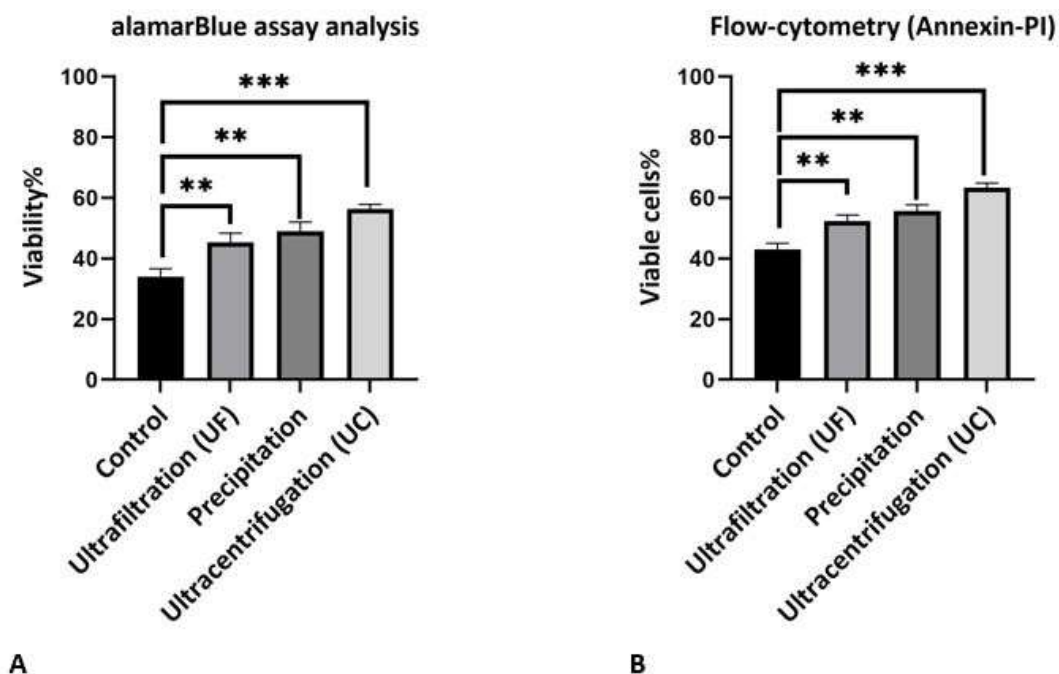 alamarBlue assay analysis
Viability%
100
80
60
40
20
0
***
**
**
Control
Ultrafiltration (UF)
Precipitation
Ultracentrifugation (UC)
A
Flow-cytometry (Annexin-PI)
Viable cells%
100
80
60
40
20
0
***
**
**
Control
Ultrafiltration (UF)
Precipitation
Ultracentrifugation (UC)
B